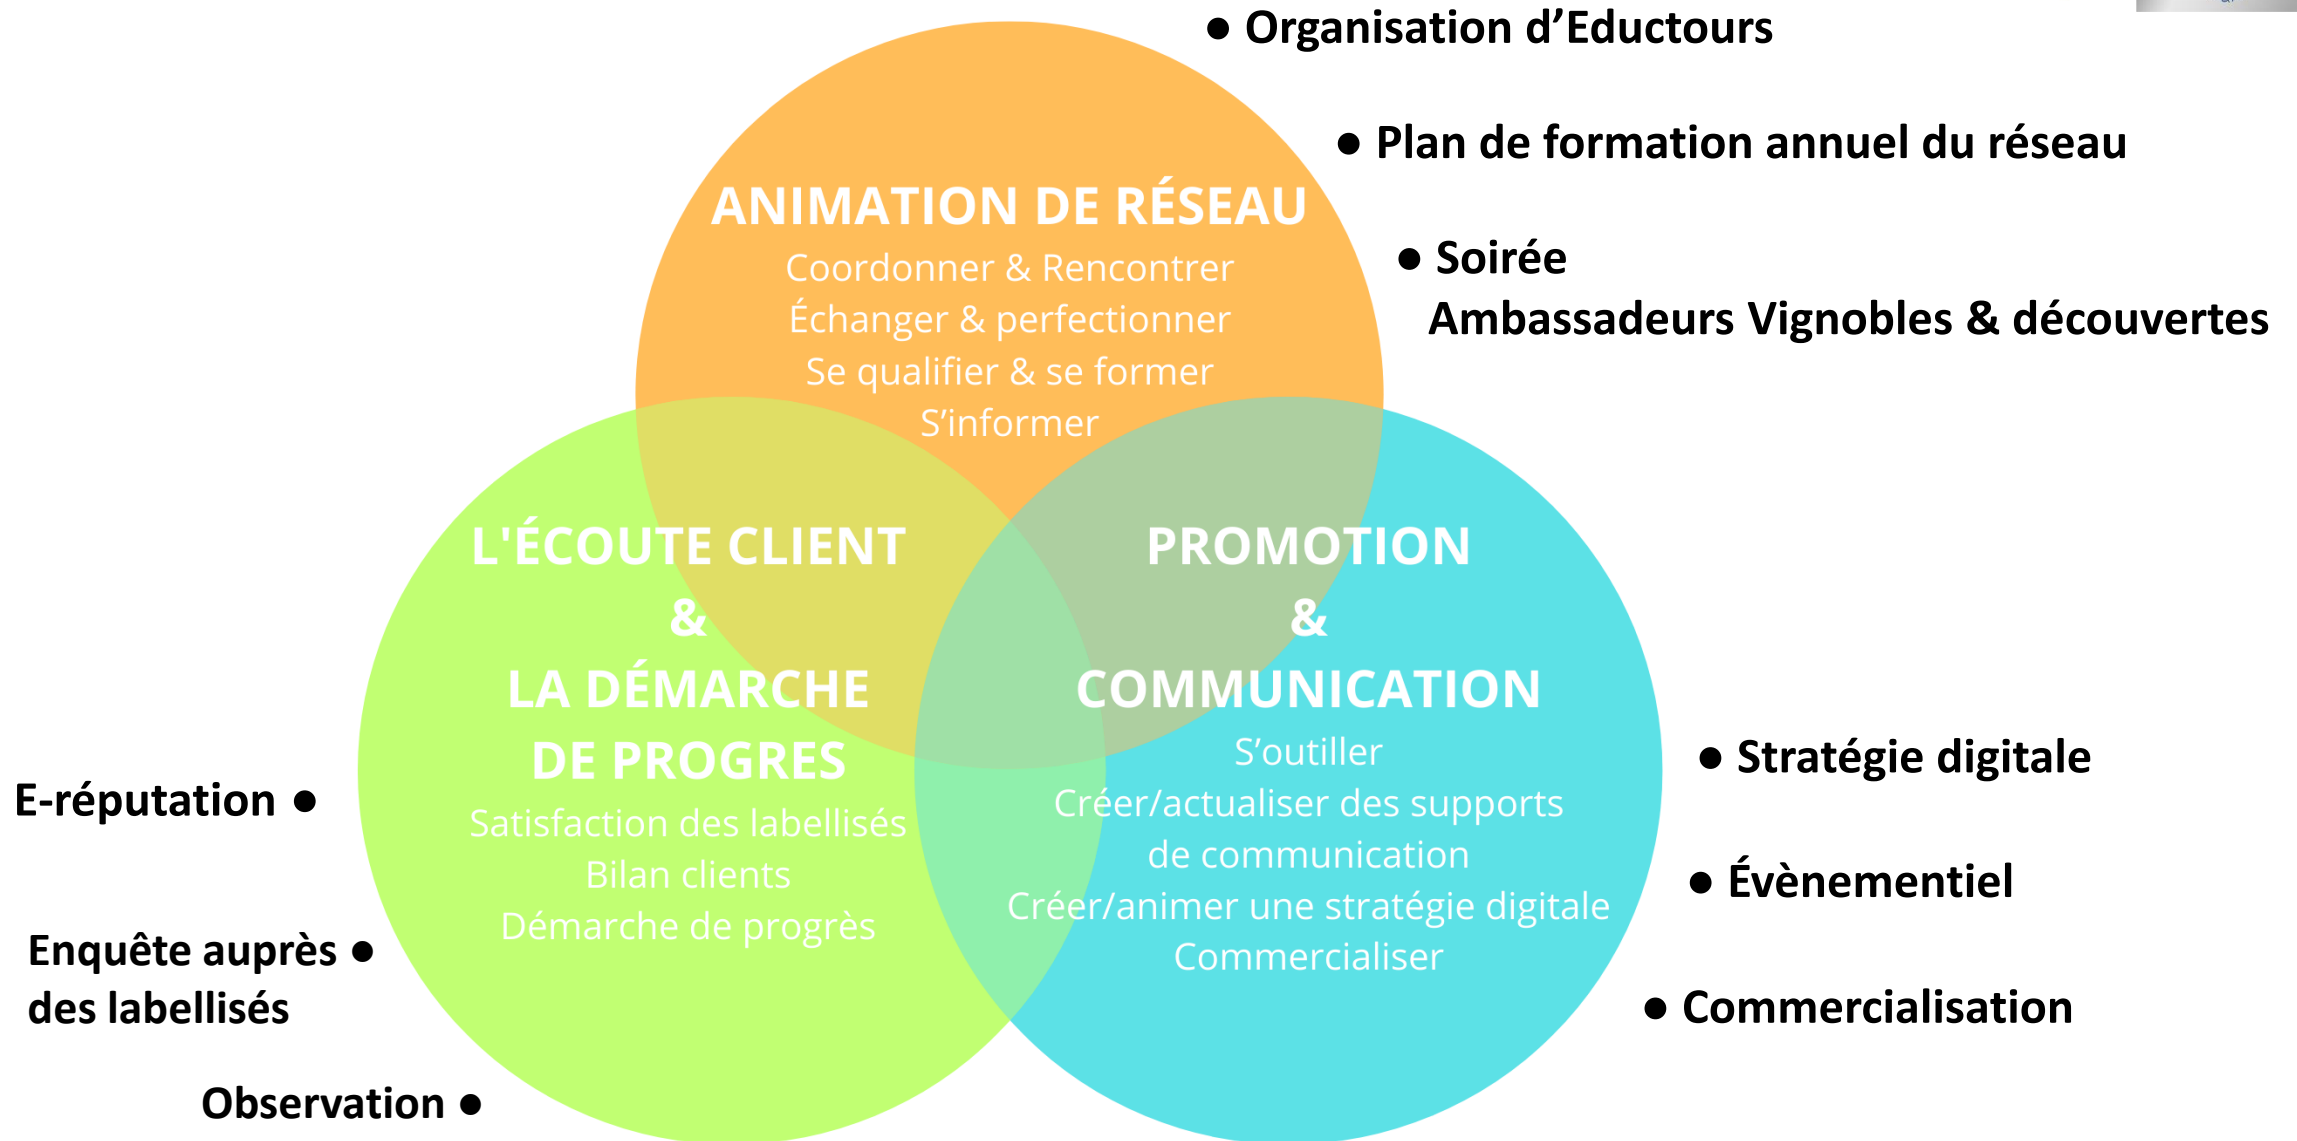 ● Organisation d’Eductours
● Plan de formation annuel du réseau
● Soirée
Ambassadeurs Vignobles & découvertes
ANIMATION DE RÉSEAU
Coordonner & Rencontrer
Échanger & perfectionner
Se qualifier & se former
S’informer
L'ÉCOUTE CLIENT
&
LA DÉMARCHE
DE PROGRES
Satisfaction des labellisés
Bilan clients
Démarche de progrès
E-réputation ●
Enquête auprès ●
des labellisés
Observation ●
PROMOTION
&
COMMUNICATION
S’outiller
Créer/actualiser des supports
de communication
Créer/animer une stratégie digitale
Commercialiser
● Stratégie digitale
● Évènementiel
● Commercialisation